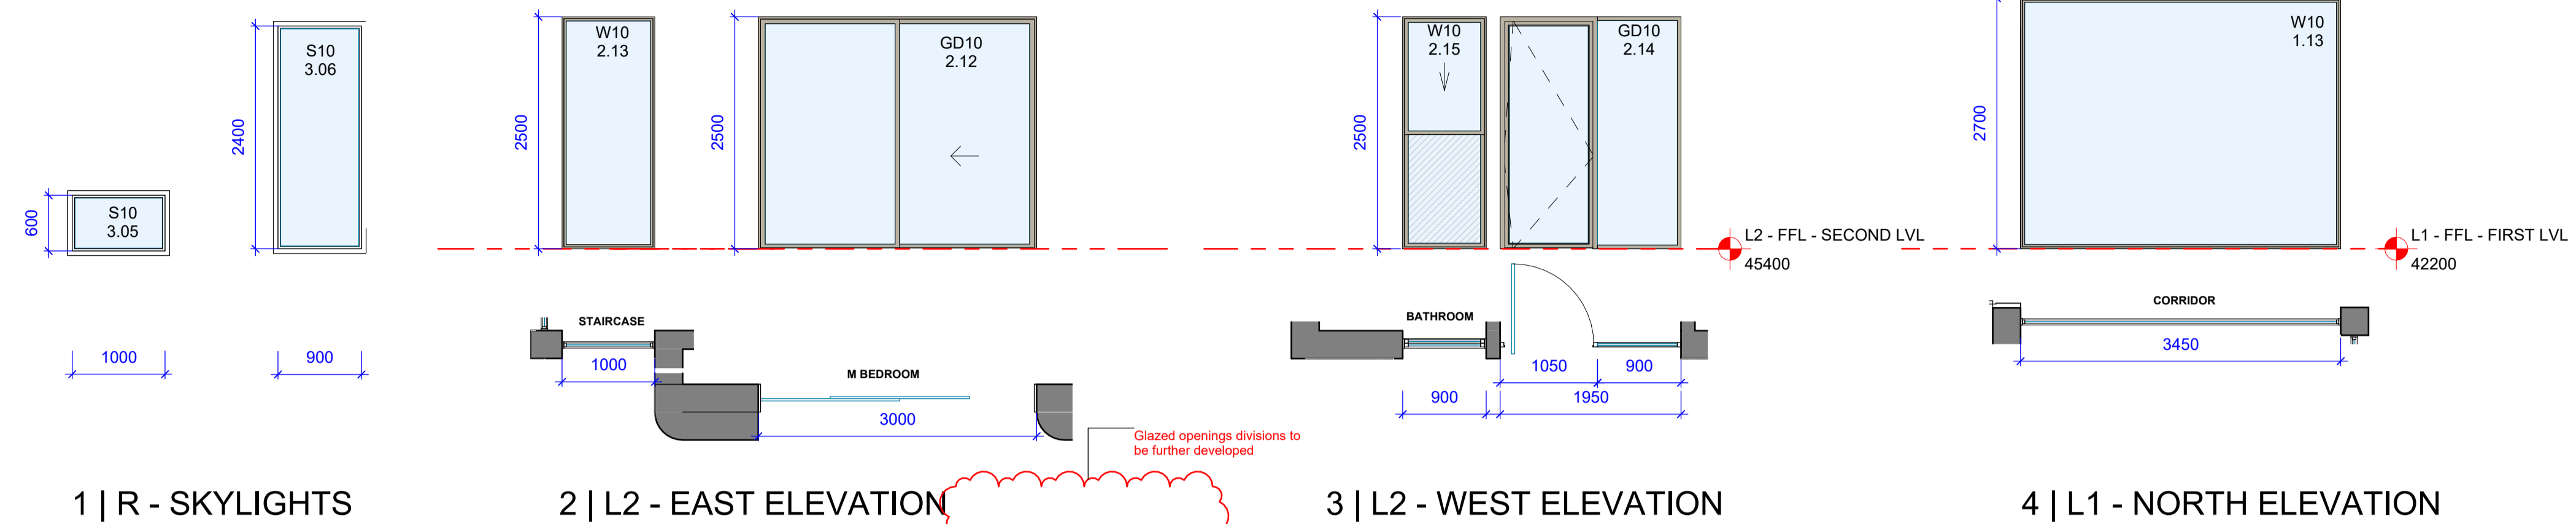 S10
3.05
600
1000
S10
3.06
2400
900
1 | R - SKYLIGHTS
W10
2.13
2500
STAIRCASE
1000
GD10
2.12
2500
M BEDROOM
3000
2 | L2 - EAST ELEVATION
Glazed openings divisions to
be further developed
W10
2.15
2500
BATHROOM
900
GD10
2.14
1050
900
1950
L2 - FFL - SECOND LVL
45400
3 | L2 - WEST ELEVATION
W10
1.13
2700
L1 - FFL - FIRST LVL
42200
CORRIDOR
3450
4 | L1 - NORTH ELEVATION